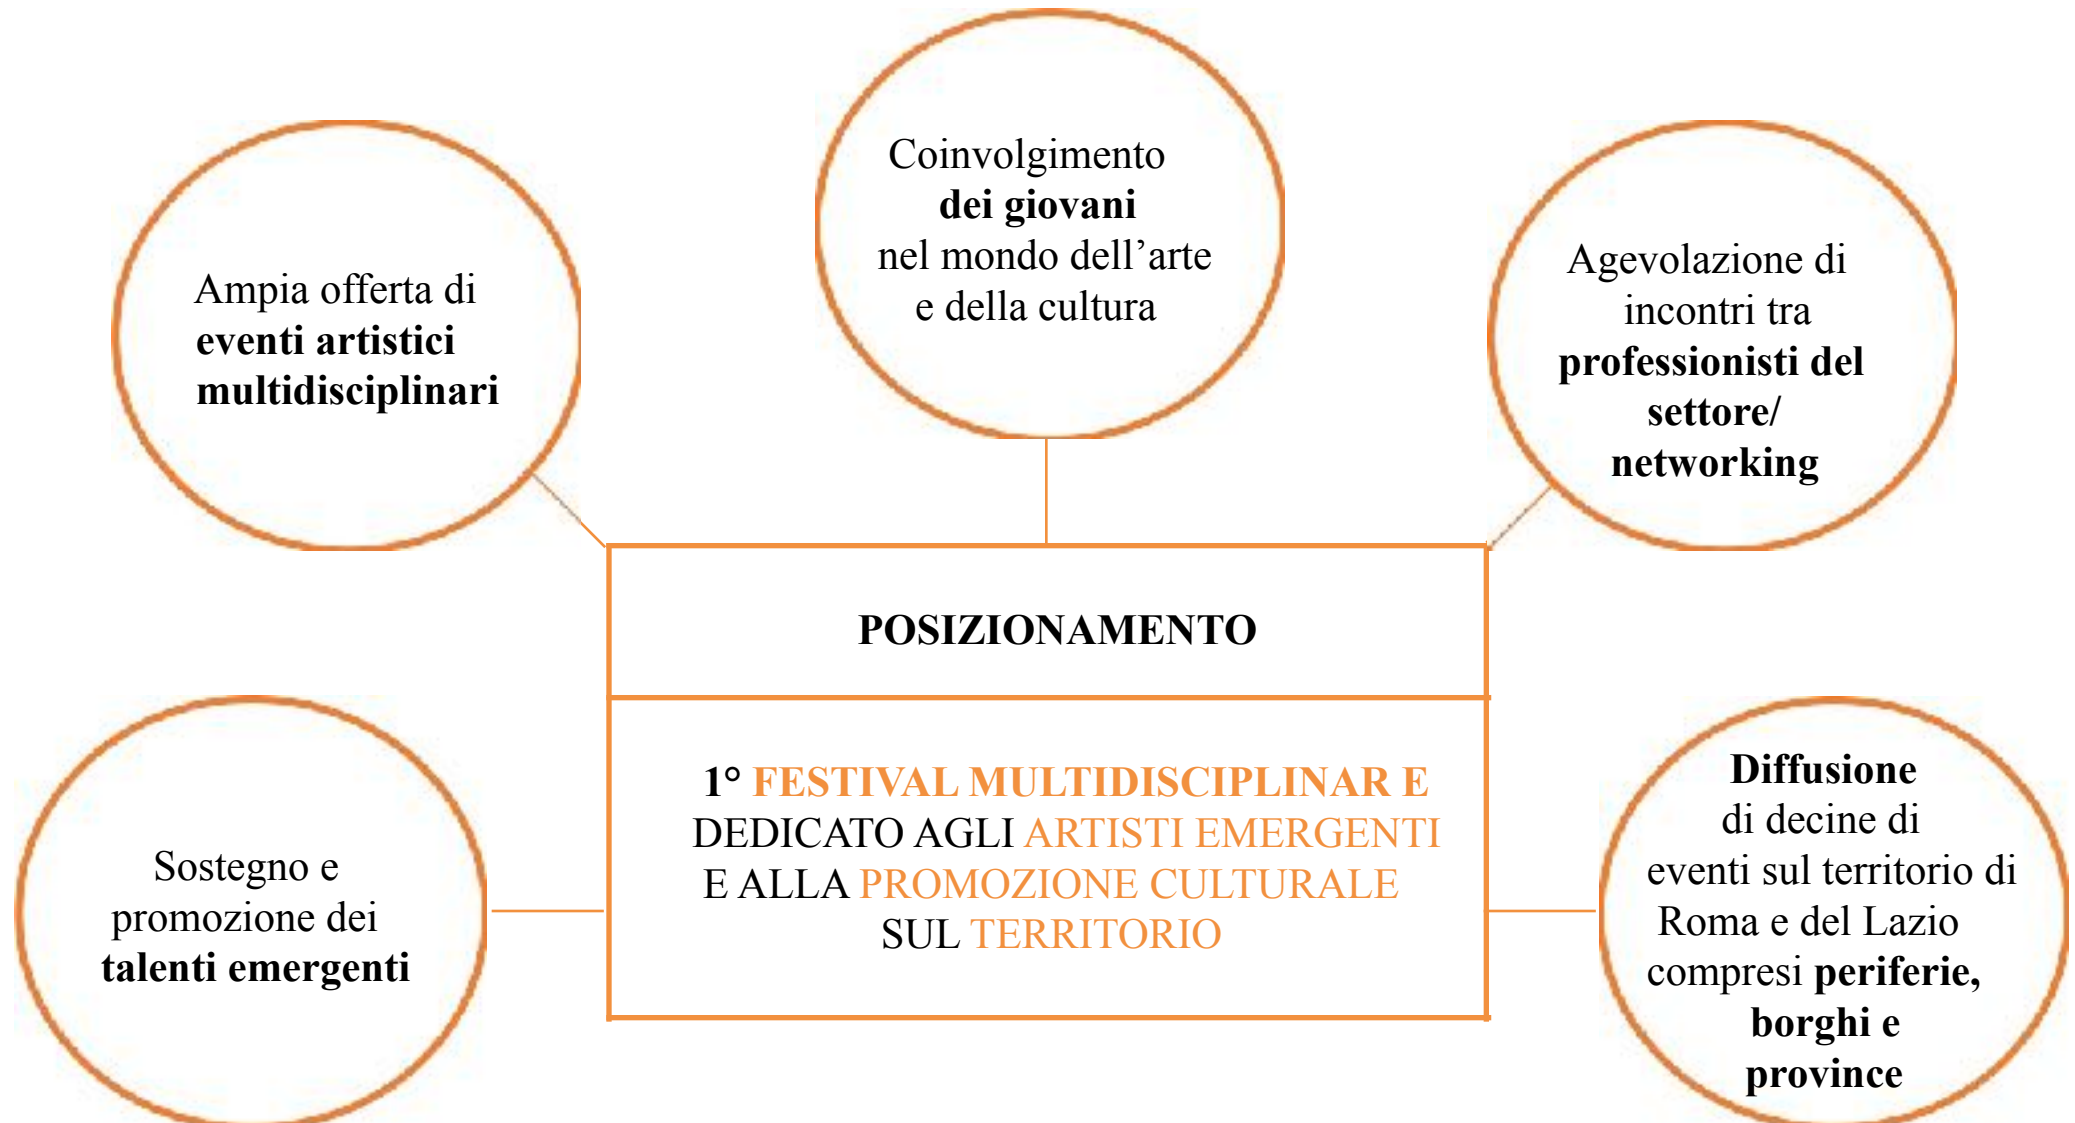 Coinvolgimento
dei giovani
nel mondo dell’arte
e della cultura
Ampia offerta di
eventi artistici
multidisciplinari
Agevolazione di
incontri tra
professionisti del
settore/
networking
POSIZIONAMENTO
1° FESTIVAL MULTIDISCIPLINAR E
DEDICATO AGLI ARTISTI EMERGENTI
E ALLA PROMOZIONE CULTURALE
SUL TERRITORIO
Sostegno e
promozione dei
talenti emergenti
Diffusione
di decine di
eventi sul territorio di
Roma e del Lazio
compresi periferie,
borghi e
province